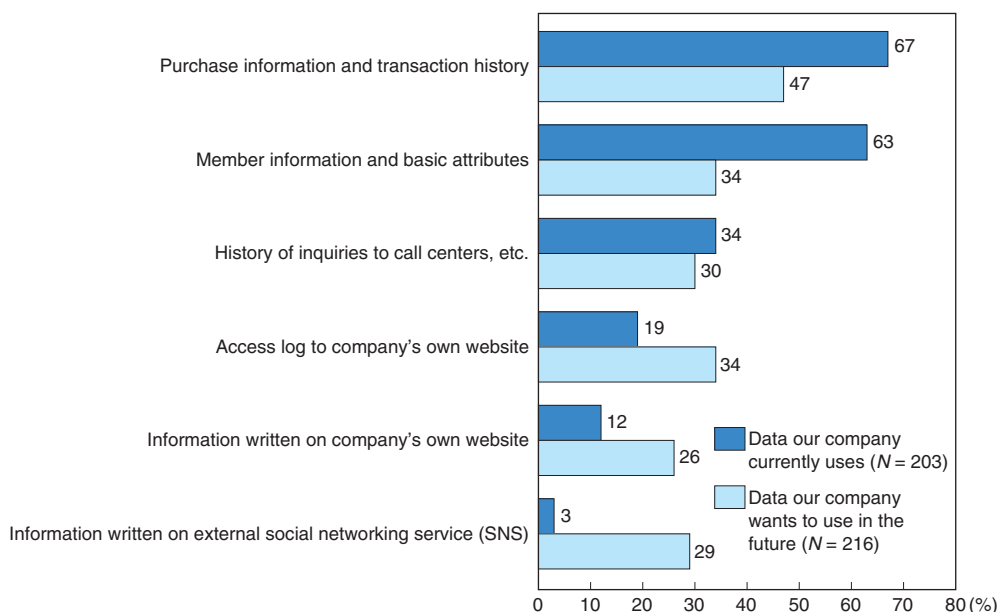 Purchase information and transaction history
67
47
Member information and basic attributes
63
34
History of inquiries to call centers, etc.
34
30
Access log to company's own website
19
34
Information written on company's own website
12
26
Information written on external social networking service (SNS)
3
29
Data our company
currently uses (N = 203)
Data our company
wants to use in the
future (N = 216)
0 10 20 30 40 50 60 70 80 (%)